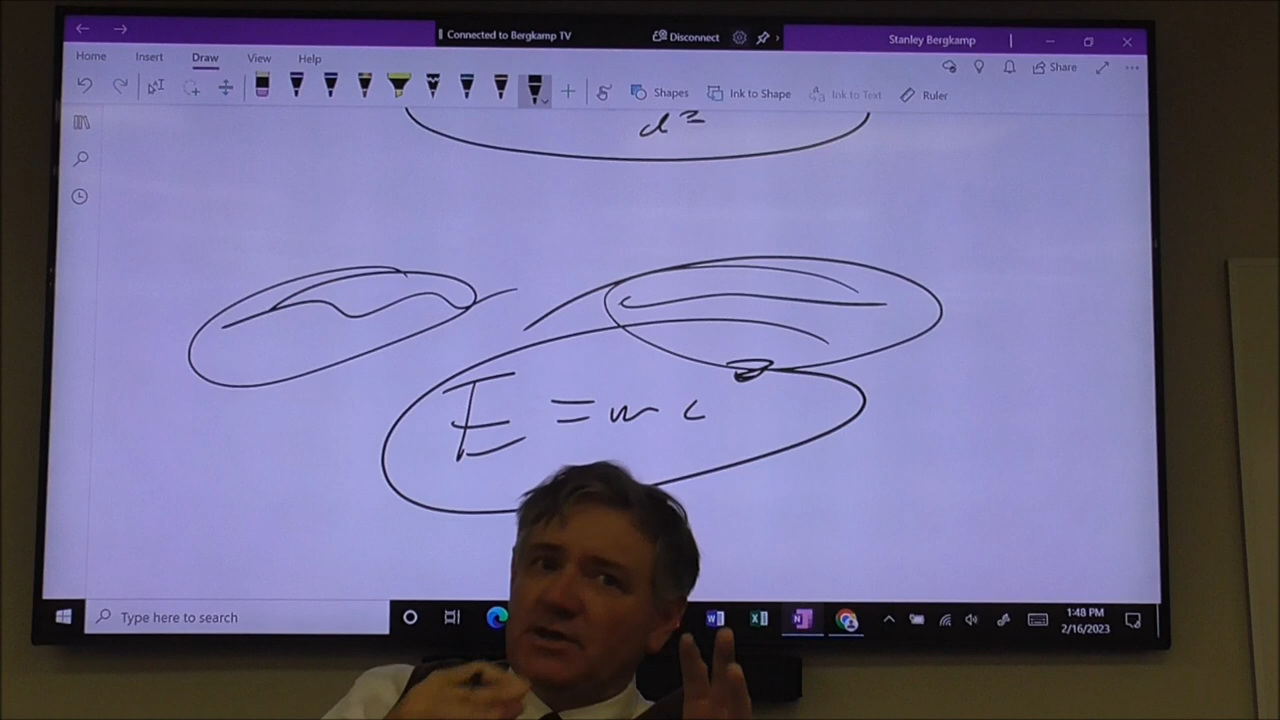 Connected to Bergkamp TV Disconnect
Stanley Bergkamp
Home Insert Draw View Help
Share
Shapes Ink to Shape Ink to Text Ruler
d²
E = mc
Type here to search
1:48 PM
2/16/2023